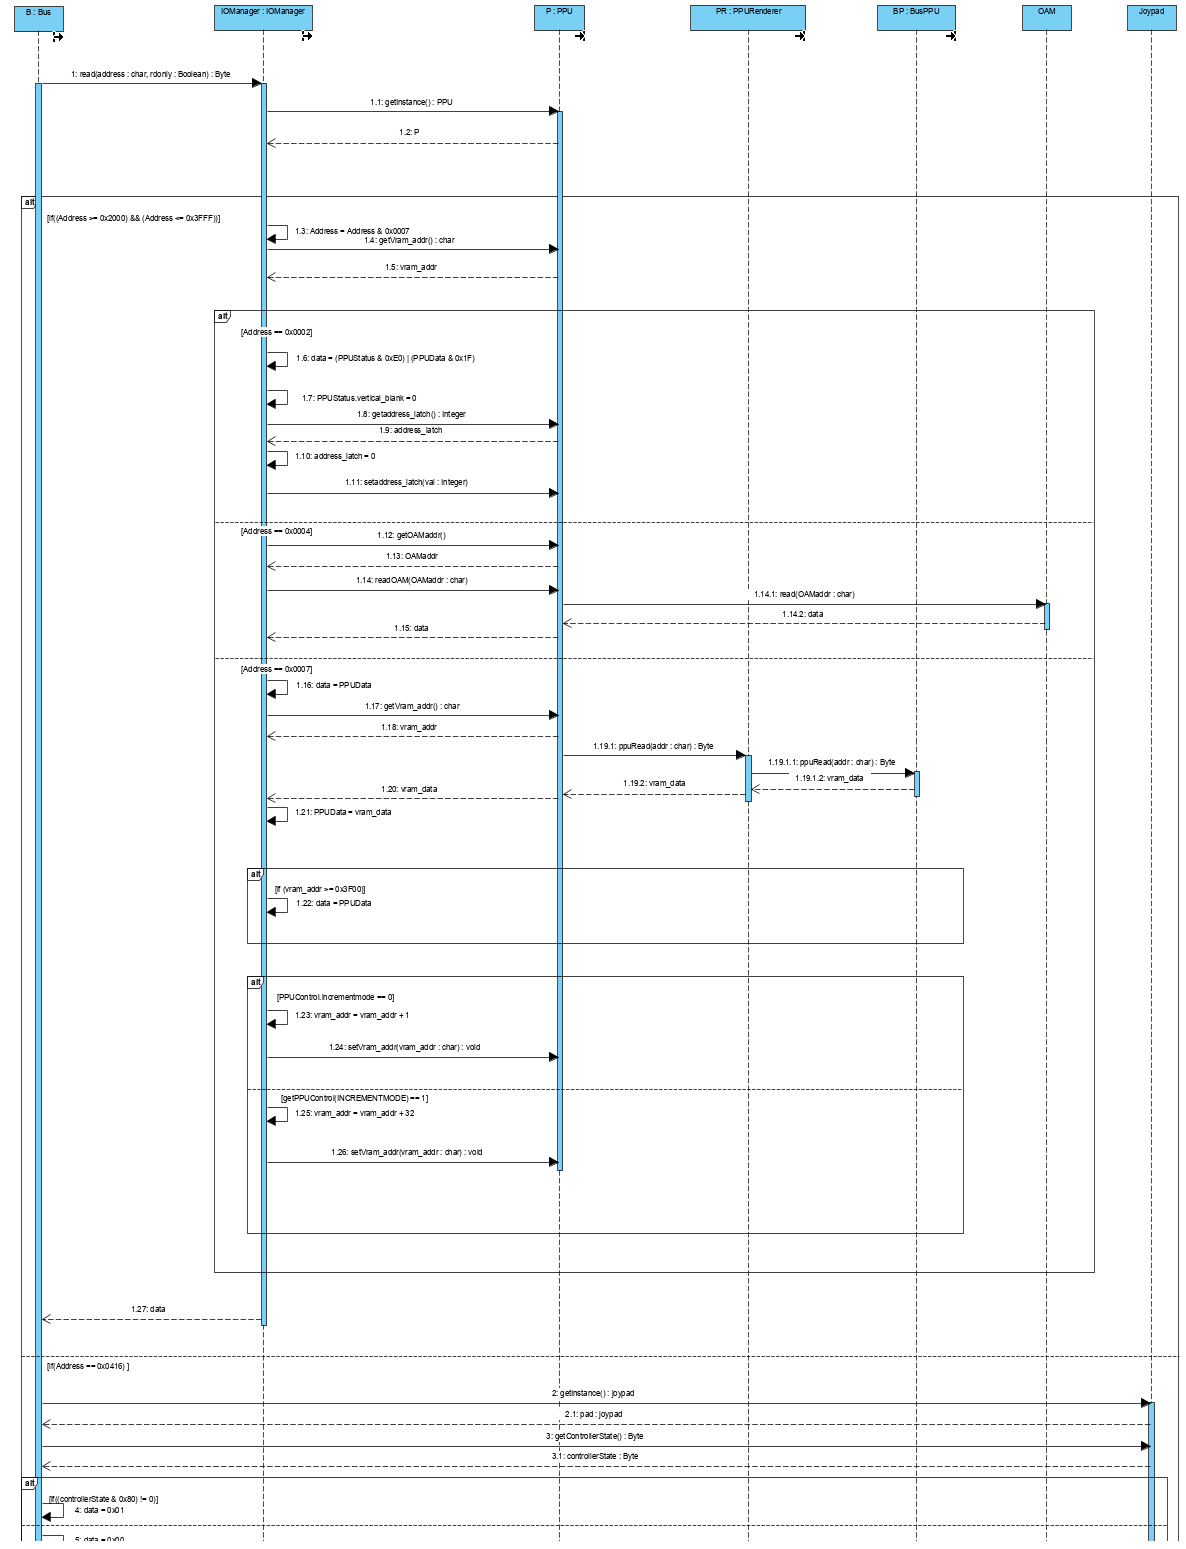 B : Bus
IOManager : IOManager
P : PPU
PR : PPURenderer
BP : BusPPU
OAM
Joypad
1: read(address : char, rdonly : Boolean) : Byte
1.1: getInstance() : PPU
1.2: P
alt
[if((Address >= 0x2000) && (Address <= 0x3FFF))]
1.3: Address = Address & 0x0007
1.4: getVram_addr() : char
1.5: vram_addr
alt
[Address == 0x0002]
1.6: data = (PPUStatus & 0xE0) | (PPUData & 0x1F)
1.7: PPUStatus.vertical_blank = 0
1.8: getaddress_latch() : Integer
1.9: address_latch
1.10: address_latch = 0
1.11: setaddress_latch(val : Integer)
[Address == 0x0004]
1.12: getOAMaddr()
1.13: OAMaddr
1.14: readOAM(OAMaddr : char)
1.14.1: read(OAMaddr : char)
1.14.2: data
1.15: data
[Address == 0x0007]
1.16: data = PPUData
1.17: getVram_addr() : char
1.18: vram_addr
1.19.1: ppuRead(addr : char) : Byte
1.19.1.1: ppuRead(addr : char) : Byte
1.19.1.2: vram_data
1.19.2: vram_data
1.20: vram_data
1.21: PPUData = vram_data
alt
[if (vram_addr >= 0x3F00)]
1.22: data = PPUData
alt
[PPUControl.incrementmode == 0]
1.23: vram_addr = vram_addr + 1
1.24: setVram_addr(vram_addr : char) : void
[getPPUControl(INCREMENTMODE) == 1]
1.25: vram_addr = vram_addr + 32
1.26: setVram_addr(vram_addr : char) : void
1.27: data
[if(Address == 0x0416) ]
2: getInstance() : joypad
2.1: pad : joypad
3: getControllerState() : Byte
3.1: controllerState : Byte
alt
[if((controllerState & 0x80) != 0)]
4: data = 0x01
5: data = 0x00